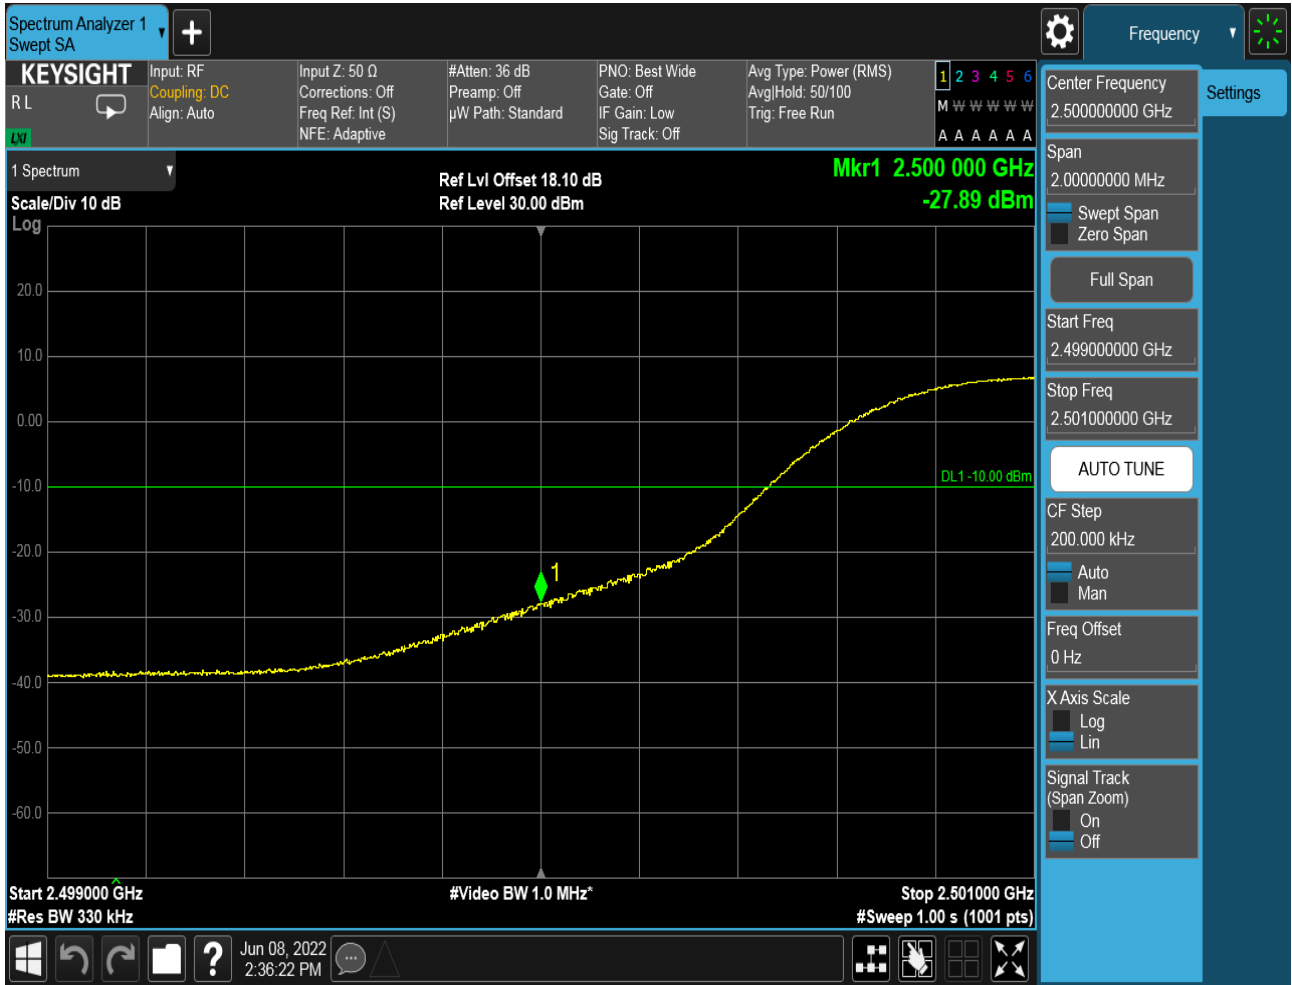 Spectrum Analyzer 1
Swept SA
Frequency
KEYSIGHT
R L
LXI
Input: RF
Coupling: DC
Align: Auto
Input Z: 50 Ω
Corrections: Off
Freq Ref: Int (S)
NFE: Adaptive
#Atten: 36 dB
Preamp: Off
µW Path: Standard
PNO: Best Wide
Gate: Off
IF Gain: Low
Sig Track: Off
Avg Type: Power (RMS)
Avg|Hold: 50/100
Trig: Free Run
1 2 3 4 5 6
M W W W W W
A A A A A A
1 Spectrum
Scale/Div 10 dB
Log
Ref Lvl Offset 18.10 dB
Ref Level 30.00 dBm
Mkr1 2.500 000 GHz
-27.89 dBm
20.0
10.0
0.00
-10.0
-20.0
-30.0
-40.0
-50.0
-60.0
DL1 -10.00 dBm
1
Start 2.499000 GHz
#Res BW 330 kHz
#Video BW 1.0 MHz*
Stop 2.501000 GHz
#Sweep 1.00 s (1001 pts)
Center Frequency
2.500000000 GHz
Span
2.00000000 MHz
Swept Span
Zero Span
Full Span
Start Freq
2.499000000 GHz
Stop Freq
2.501000000 GHz
AUTO TUNE
CF Step
200.000 kHz
Auto
Man
Freq Offset
0 Hz
X Axis Scale
Log
Lin
Signal Track
(Span Zoom)
On
Off
Settings
?
Jun 08, 2022
2:36:22 PM